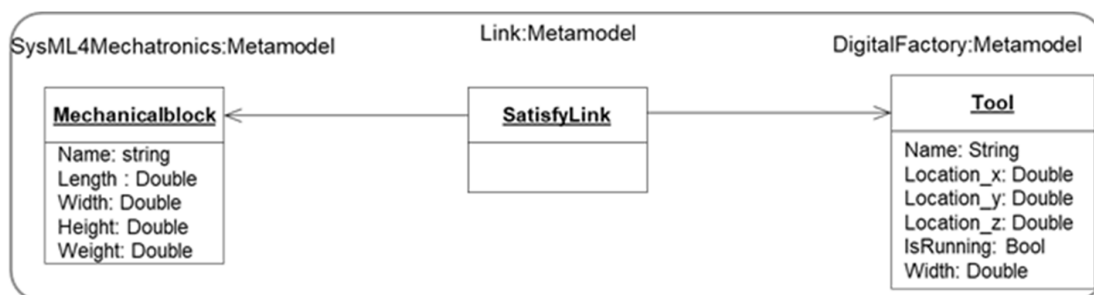 SysML4Mechatronics:Metamodel
Link:Metamodel
DigitalFactory:Metamodel
Mechanicalblock
Name: string
Length : Double
Width: Double
Height: Double
Weight: Double
SatisfyLink
Tool
Name: String
Location_x: Double
Location_y: Double
Location_z: Double
IsRunning: Bool
Width: Double